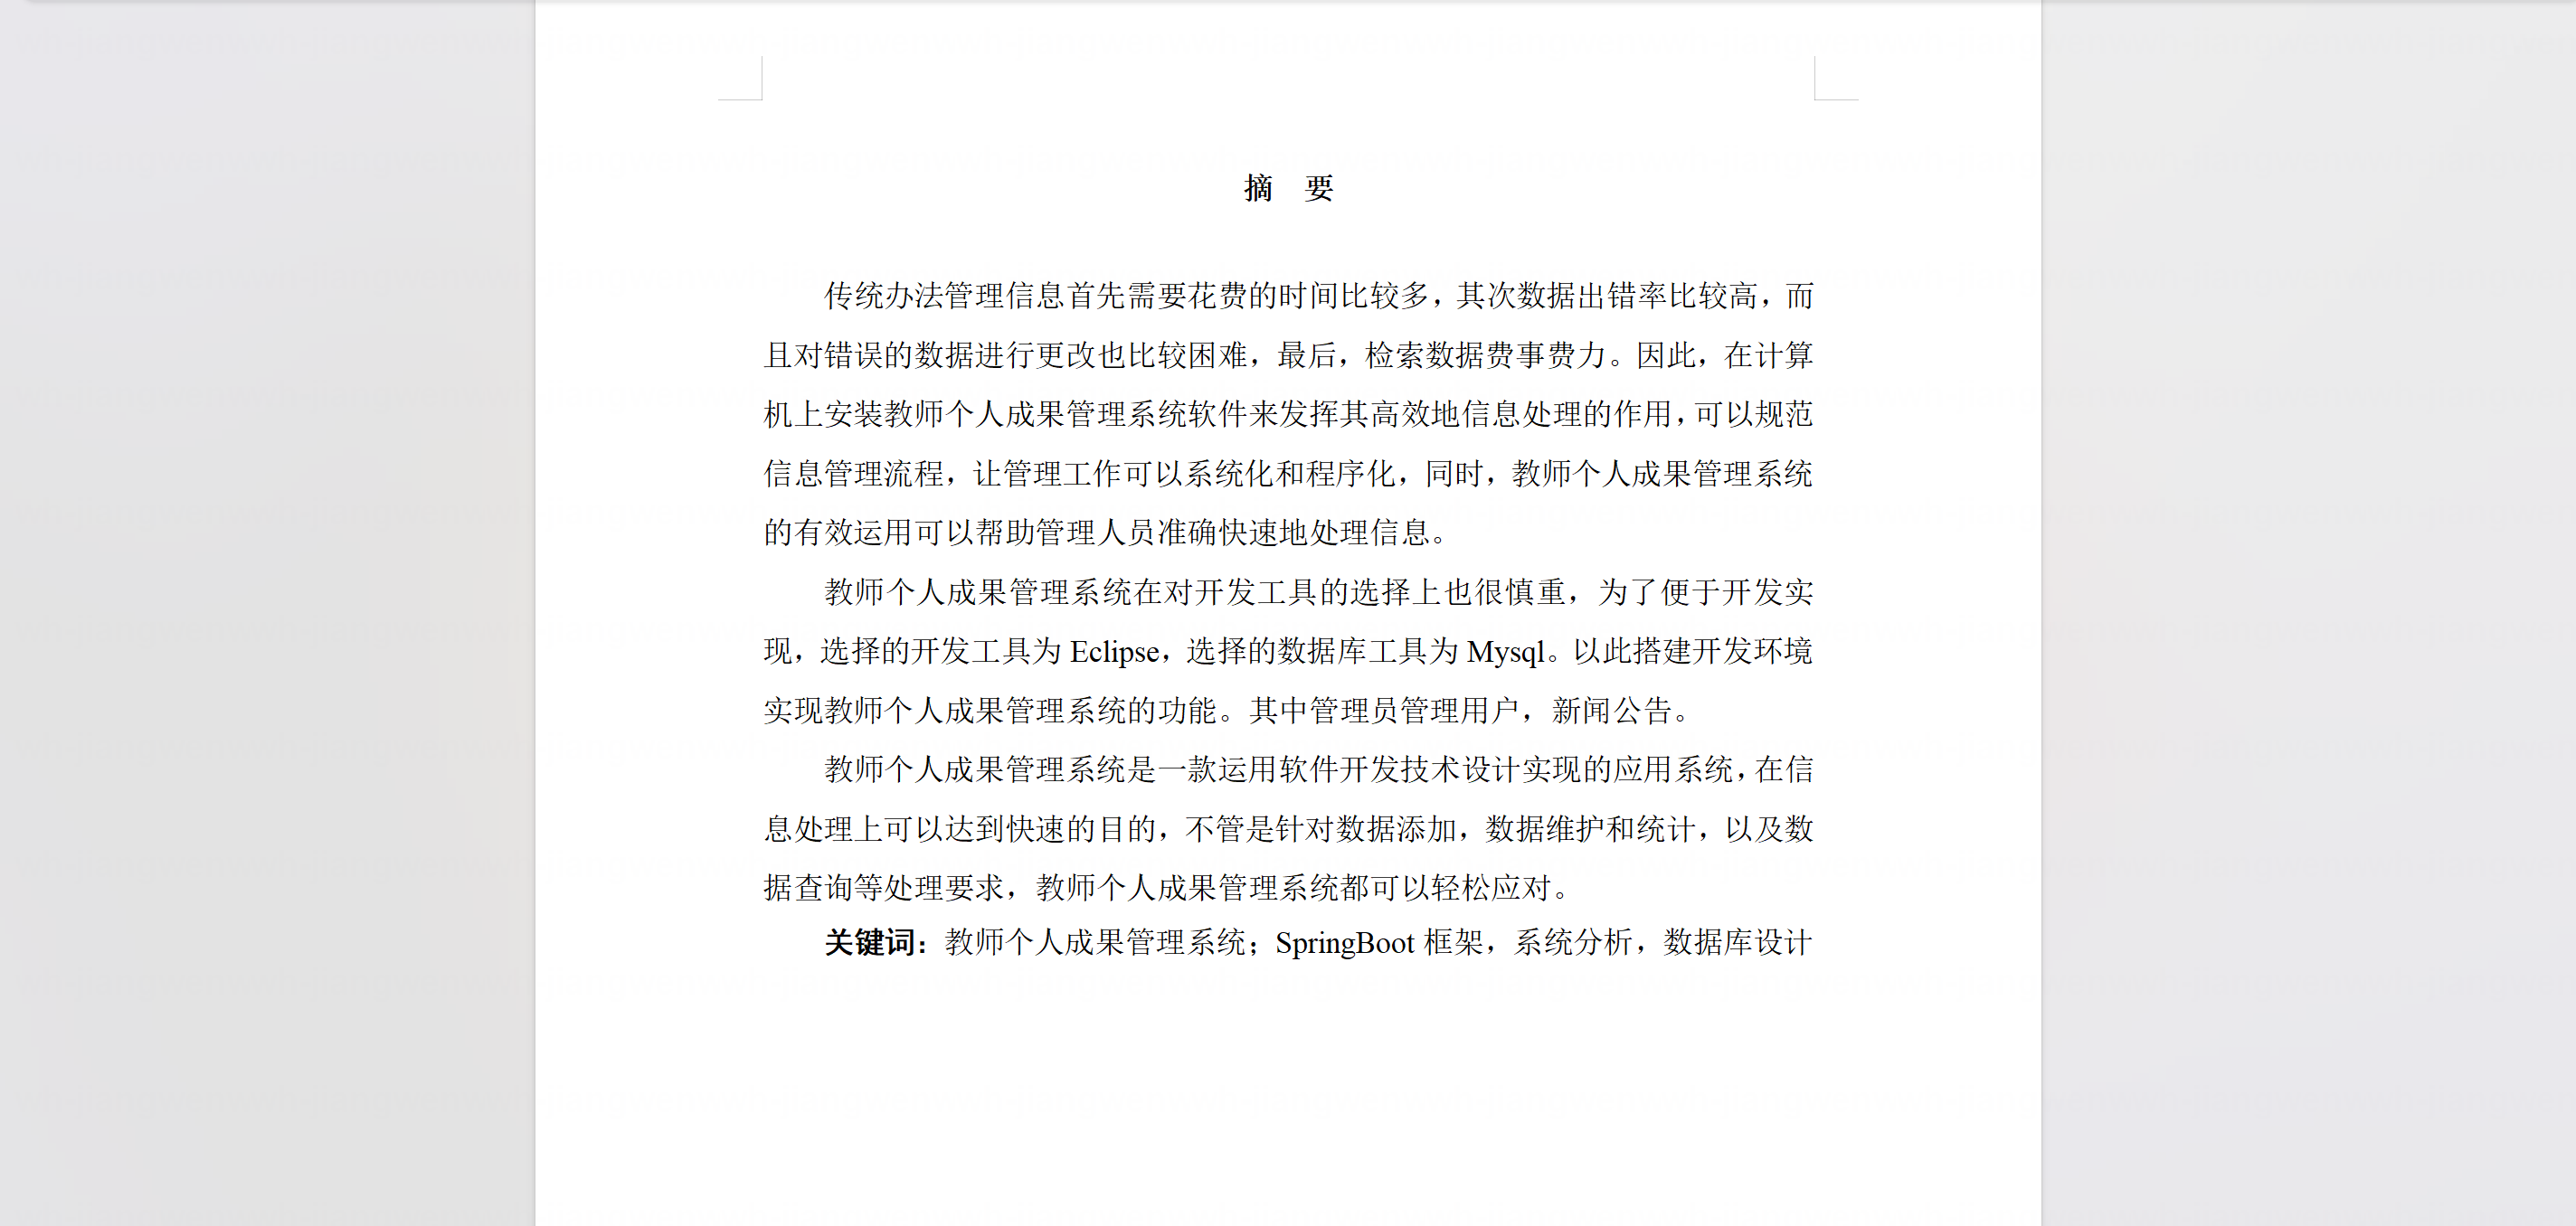 摘　要
传统办法管理信息首先需要花费的时间比较多，其次数据出错率比较高，而
且对错误的数据进行更改也比较困难，最后，检索数据费事费力。因此，在计算
机上安装教师个人成果管理系统软件来发挥其高效地信息处理的作用，可以规范
信息管理流程，让管理工作可以系统化和程序化，同时，教师个人成果管理系统
的有效运用可以帮助管理人员准确快速地处理信息。
教师个人成果管理系统在对开发工具的选择上也很慎重，为了便于开发实
现，选择的开发工具为 Eclipse，选择的数据库工具为 Mysql。以此搭建开发环境
实现教师个人成果管理系统的功能。其中管理员管理用户，新闻公告。
教师个人成果管理系统是一款运用软件开发技术设计实现的应用系统，在信
息处理上可以达到快速的目的，不管是针对数据添加，数据维护和统计，以及数
据查询等处理要求，教师个人成果管理系统都可以轻松应对。
关键词：教师个人成果管理系统；SpringBoot 框架，系统分析，数据库设计